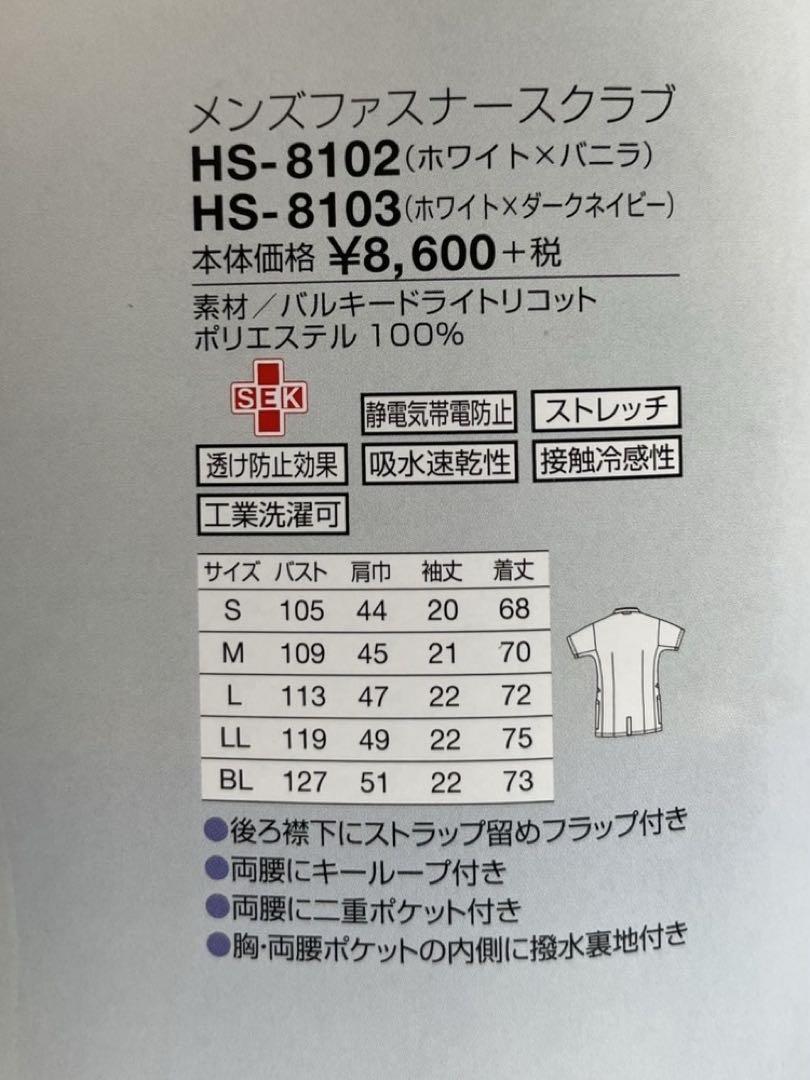 メンズファスナースクラブ
HS-8102(ホワイト×バニラ)
HS-8103(ホワイト×ダークネイビー)
本体価格 ¥8,600+税
素材/バルキードライトリコット
ポリエステル 100%
SEK 静電気帯電防止 ストレッチ
透け防止効果 吸水速乾性 接触冷感性
工業洗濯可
サイズ バスト 肩巾 袖丈 着丈
S 105 44 20 68
M 109 45 21 70
L 113 47 22 72
LL 119 49 22 75
BL 127 51 22 73
●後ろ襟下にストラップ留めフラップ付き
●両腰にキーループ付き
●両腰に二重ポケット付き
●胸・両腰ポケットの内側に撥水裏地付き